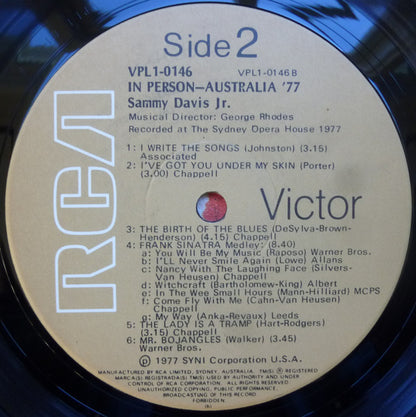 Side 2
VPL1-0146 VPL1-0146 B
IN PERSON—AUSTRALIA '77
Sammy Davis Jr.
Musical Director: George Rhodes
Recorded at The Sydney Opera House 1977
1: I WRITE THE SONGS (Johnston) (3.15)
Associated
2: I'VE GOT YOU UNDER MY SKIN (Porter)
(3.00) Chappell
RCA Victor
3: THE BIRTH OF THE BLUES (DeSylva-Brown-
Henderson) (4.15) Chappell
4: FRANK SINATRA Medley: (8.40)
a: You Will Be My Music (Raposo) Warner Bros.
b: I'LL Never Smile Again (Lowe) Allans
c: Nancy With The Laughing Face (Silvers-
Van Heusen) Chappell
d: Witchcraft (Bartholomew-King) Albert
e: In The Wee Small Hours (Mann-Hilliard) MCPS
f: Come Fly With Me (Cahn-Van Heusen)
Chappell
g: My Way (Anka-Revaux) Leeds
5: THE LADY IS A TRAMP (Hart-Rodgers)
(3.15) Chappell
6: MR. BOJANGLES (Walker) (3.45)
Warner Bros.
℗ 1977 SYNI Corporation U.S.A.
MANUFACTURED BY RCA LIMITED, SYDNEY, AUSTRALIA. TM(S) ® REGISTERED
MARCA(S) REGISTRADA(S) TM(S) USED BY AUTHORITY AND UNDER
CONTROL OF RCA CORPORATION. ALL RIGHTS RESERVED.
UNAUTHORIZED COPYING, PUBLIC PERFORMANCE,
BROADCASTING OF THIS RECORD
FORBIDDEN.